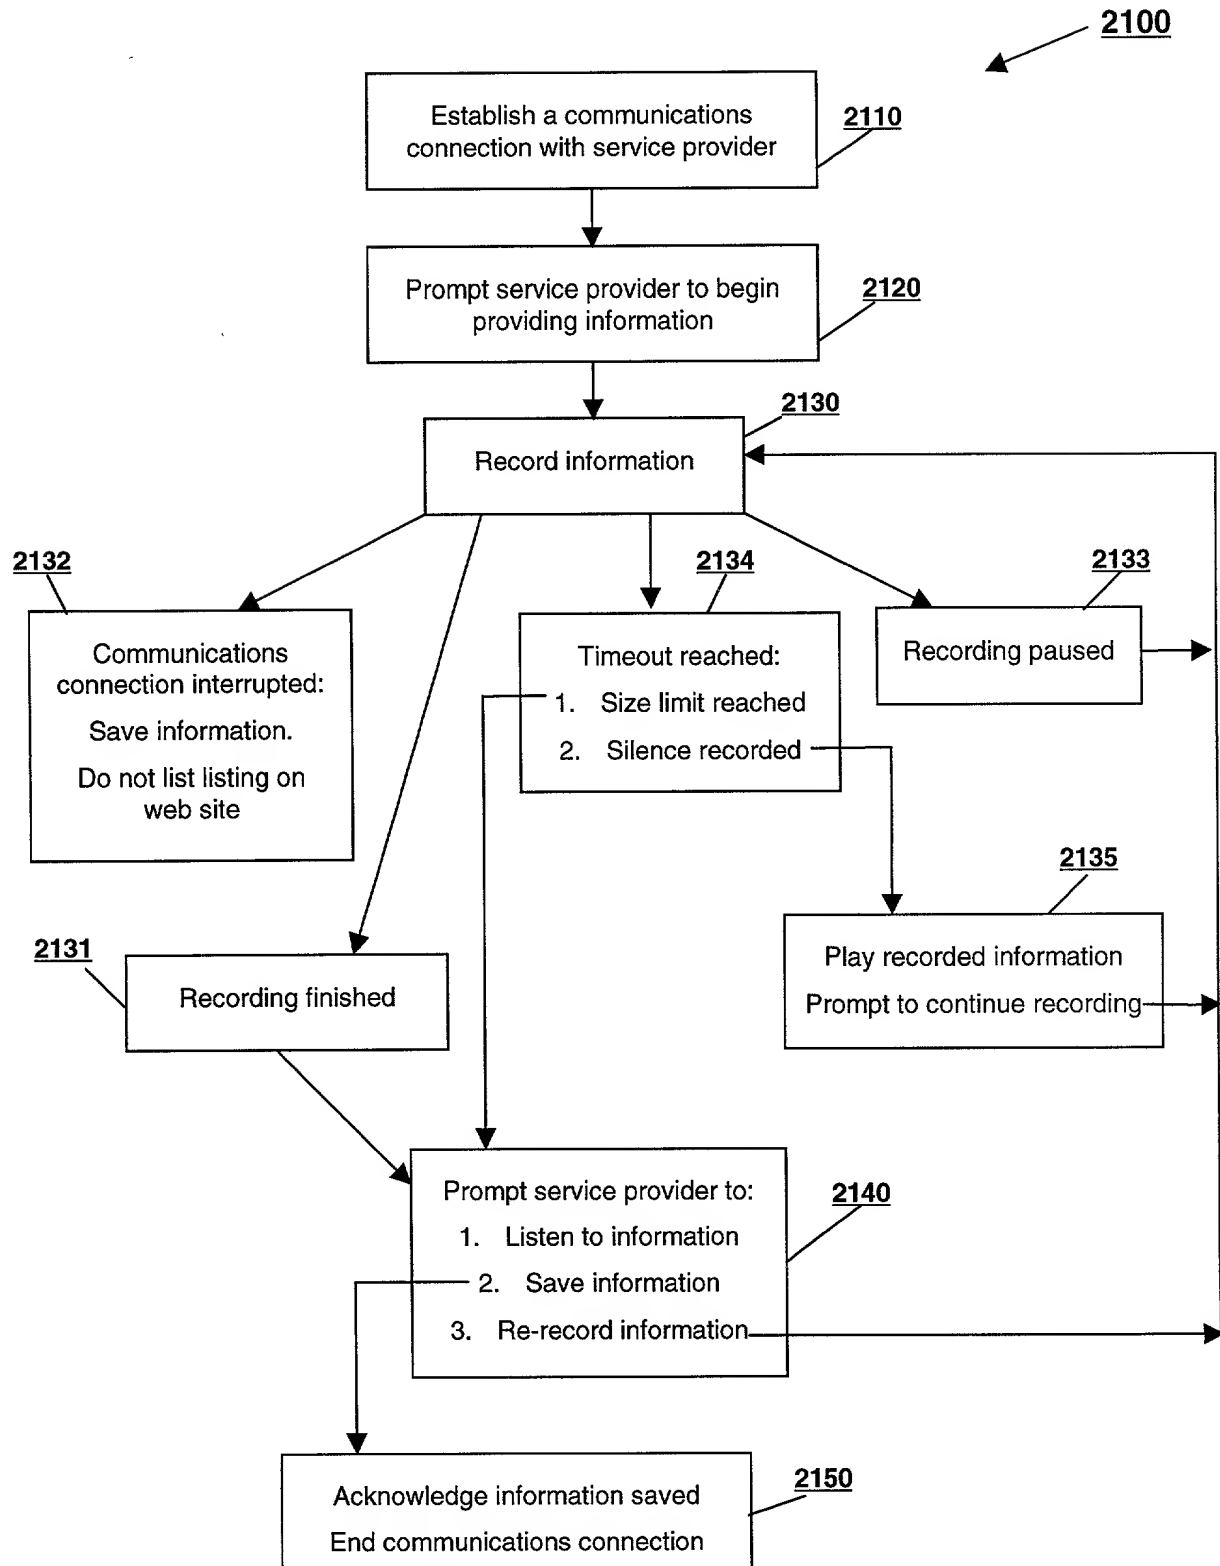 2100
Establish a communications
connection with service provider
2110
Prompt service provider to begin
providing information
2120
2130
Record information
2132
2134
2133
Communications
connection interrupted:
Save information.
Do not list listing on
web site
Timeout reached:
1. Size limit reached
2. Silence recorded
Recording paused
2135
Play recorded information
Prompt to continue recording
2131
Recording finished
Prompt service provider to:
1. Listen to information
2. Save information
3. Re-record information
2140
Acknowledge information saved
End communications connection
2150